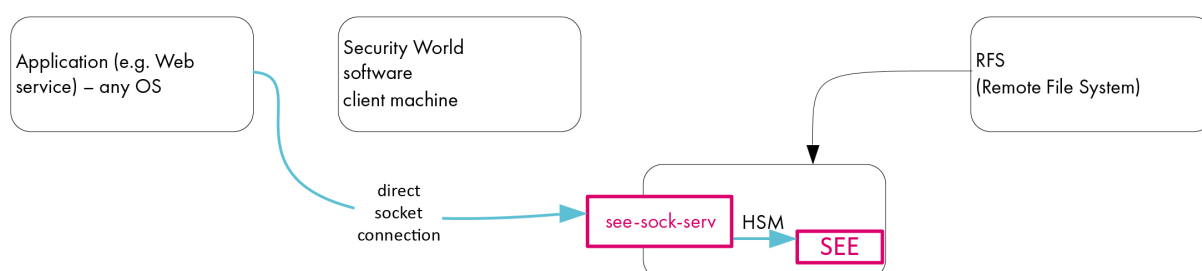 Application (e.g. Web
service) – any OS
Security World
software
client machine
RFS
(Remote File System)
direct
socket
connection
see-sock-serv
HSM
SEE